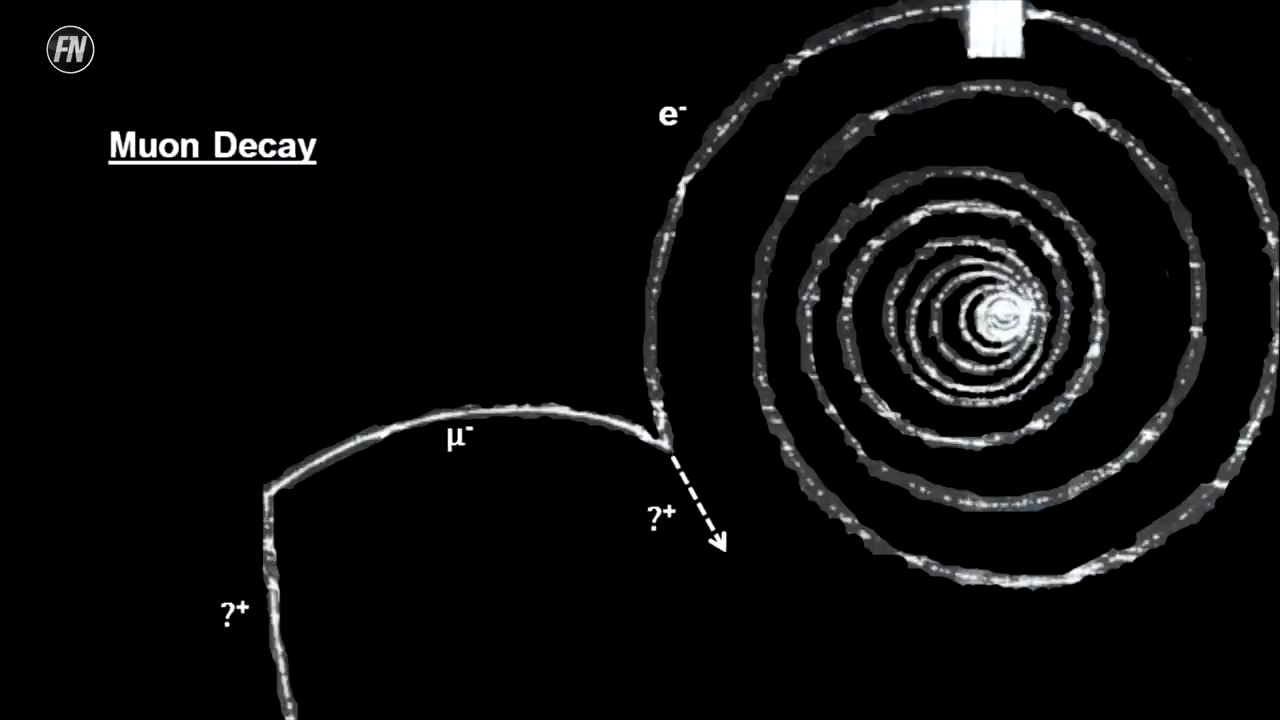 FN
Muon Decay
e⁻
μ⁻
?⁺
?⁺